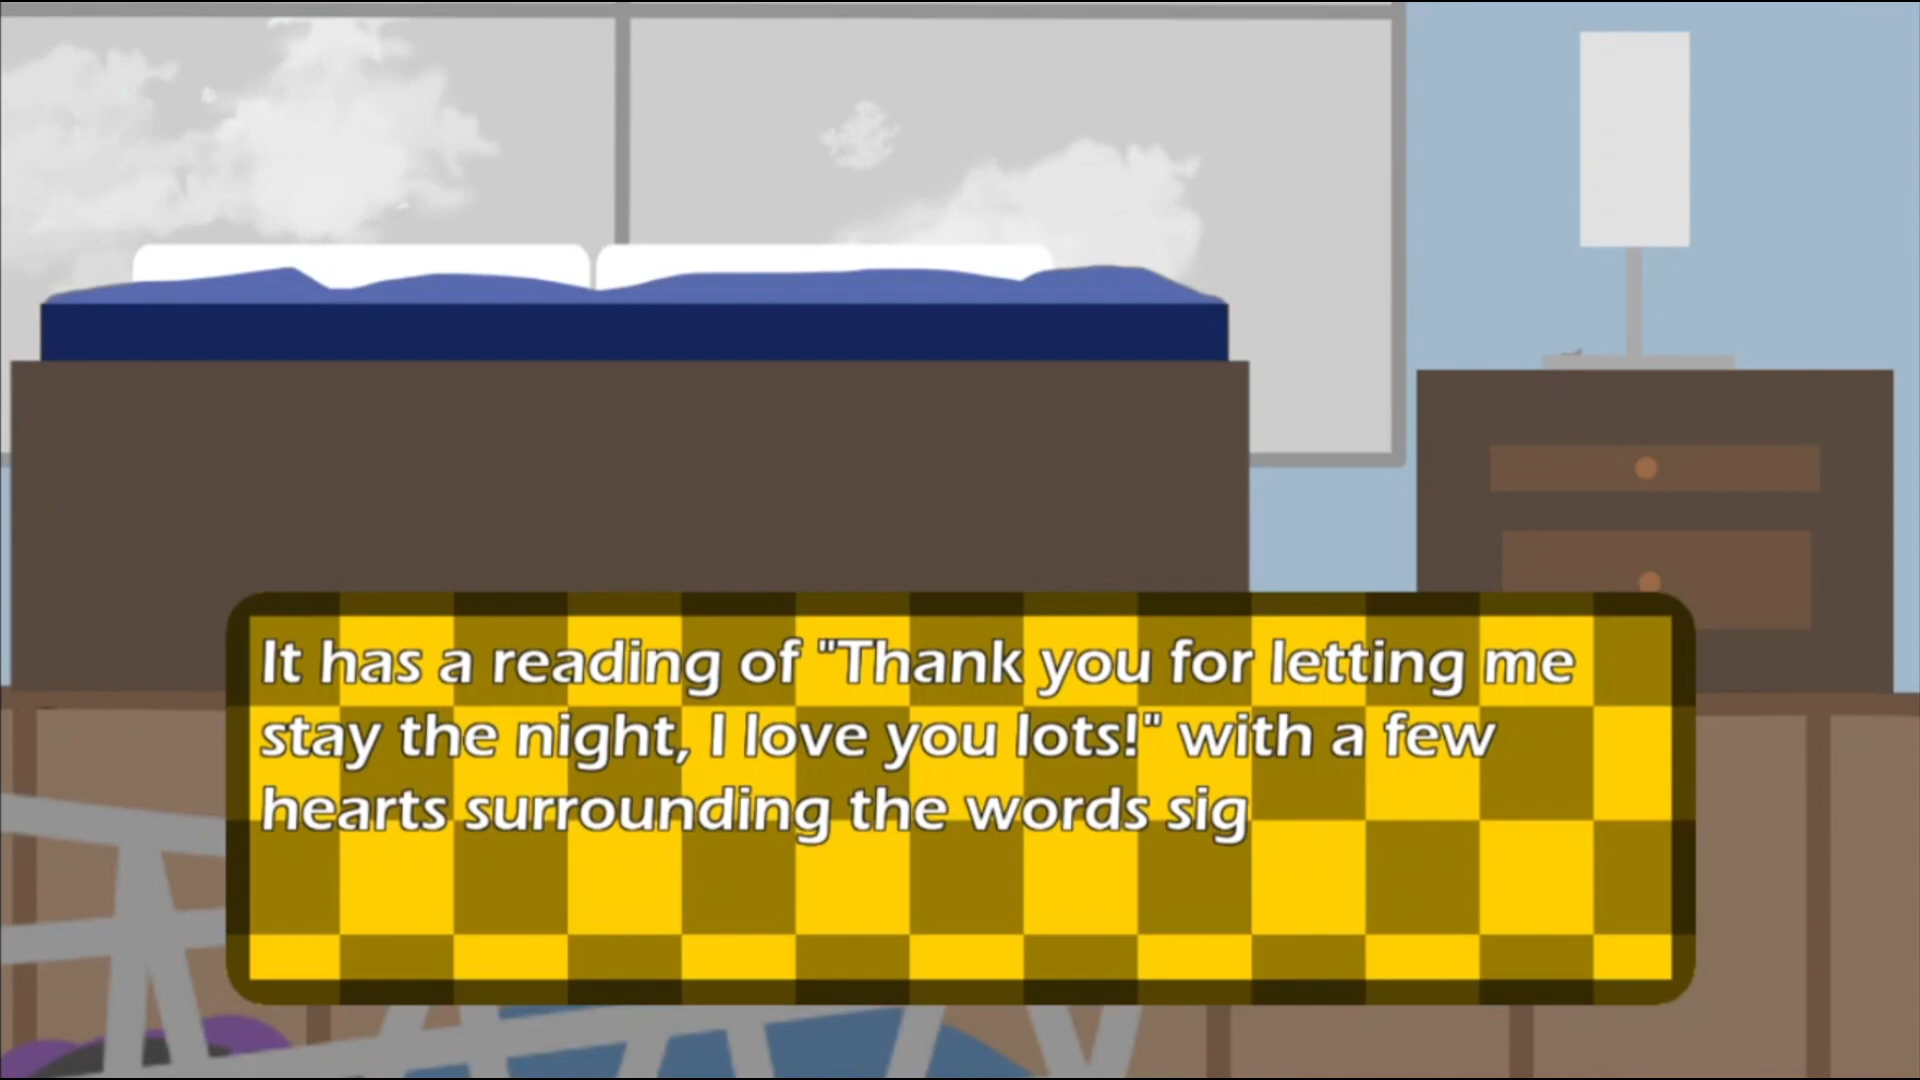 It has a reading of "Thank you for letting me
stay the night, I love you lots!" with a few
hearts surrounding the words sig